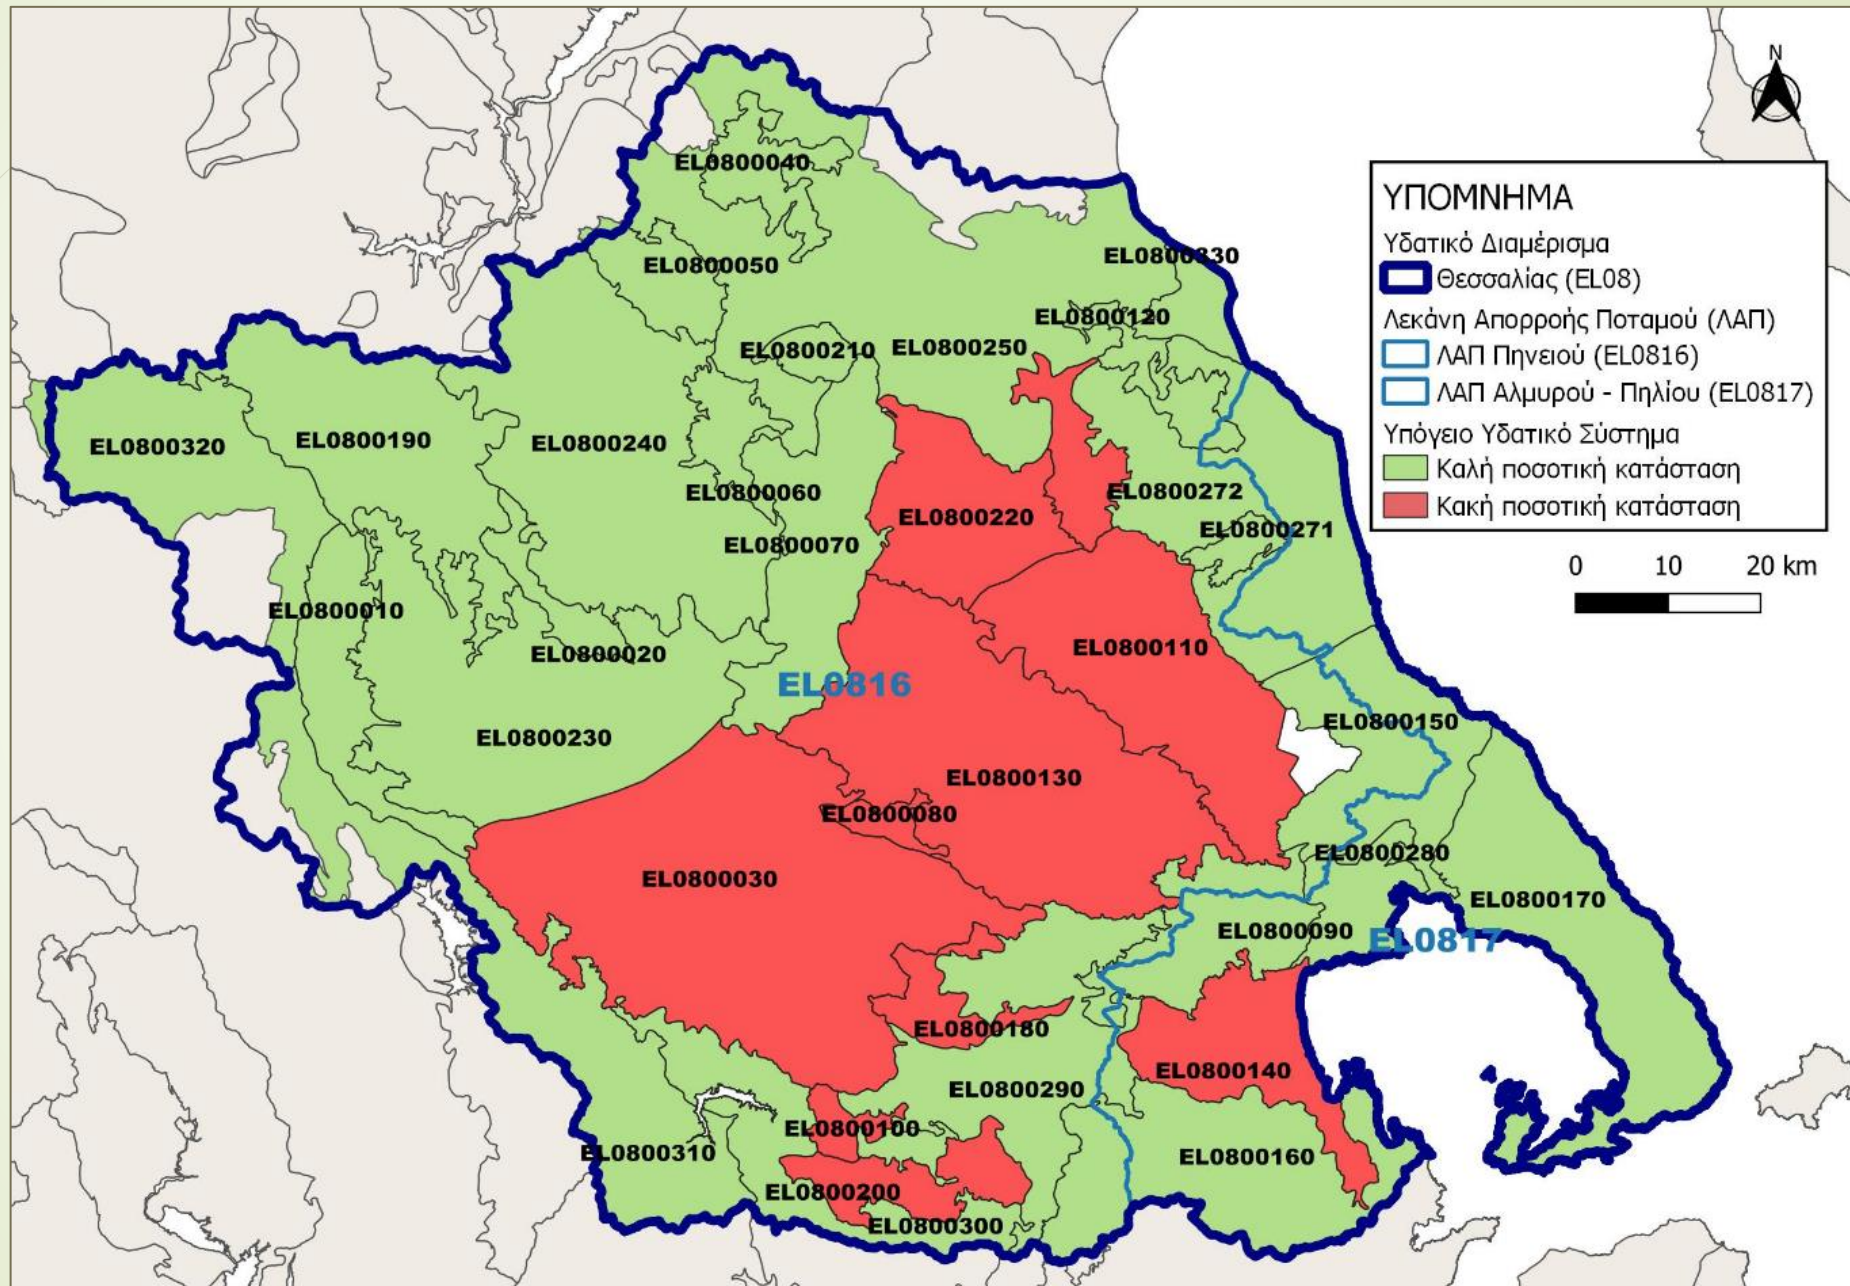 N
EL0800040
EL0800050
EL0800330
EL0800120
EL0800210
EL0800250
EL0800320
EL0800190
EL0800240
EL0800060
EL0800272
EL0800220
EL0800271
EL0800070
EL0800010
EL0800110
EL0800020
EL0816
EL0800150
EL0800230
EL0800130
EL0800080
EL0800280
EL0800030
EL0800170
EL0800090
EL0817
EL0800180
EL0800140
EL0800290
EL0800100
EL0800310
EL0800160
EL0800200
EL0800300
ΥΠΟΜΝΗΜΑ
Υδατικό Διαμέρισμα
Θεσσαλίας (EL08)
Λεκάνη Απορροής Ποταμού (ΛΑΠ)
ΛΑΠ Πηνειού (EL0816)
ΛΑΠ Αλμυρού - Πηλίου (EL0817)
Υπόγειο Υδατικό Σύστημα
Καλή ποσοτική κατάσταση
Κακή ποσοτική κατάσταση
0 10 20 km